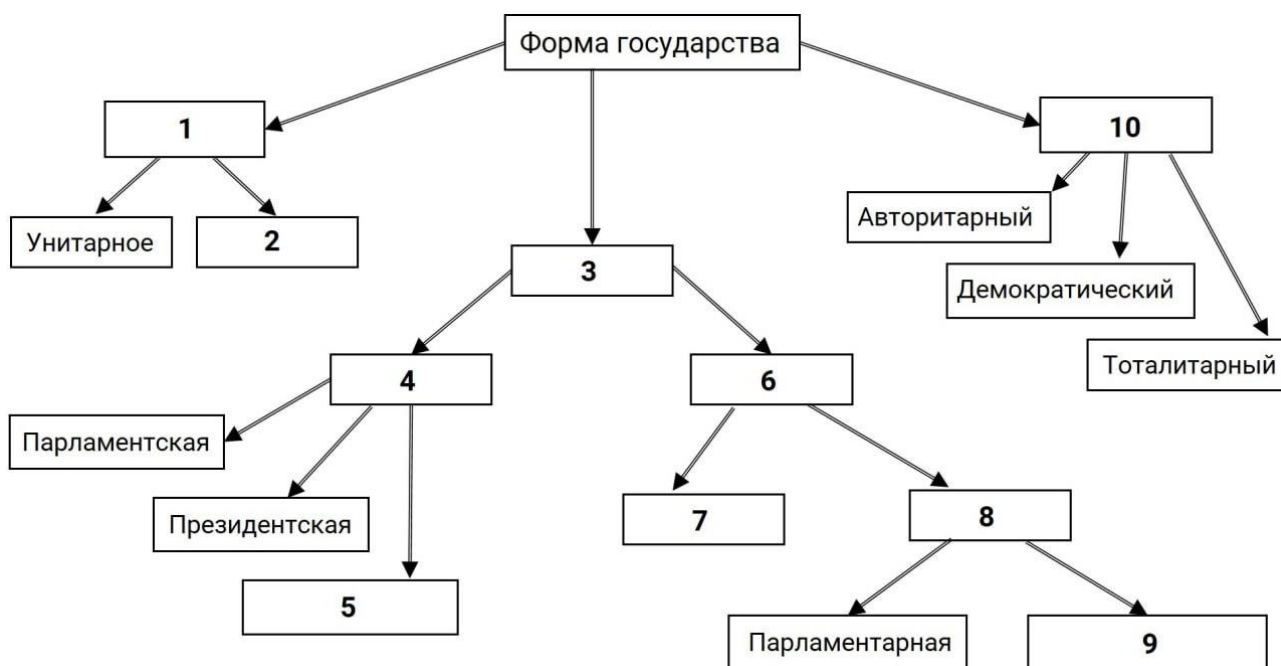 Форма государства
1
10
Унитарное
2
Авторитарный
3
Демократический
Тоталитарный
4
6
Парламентская
Президентская
7
8
5
Парламентарная
9